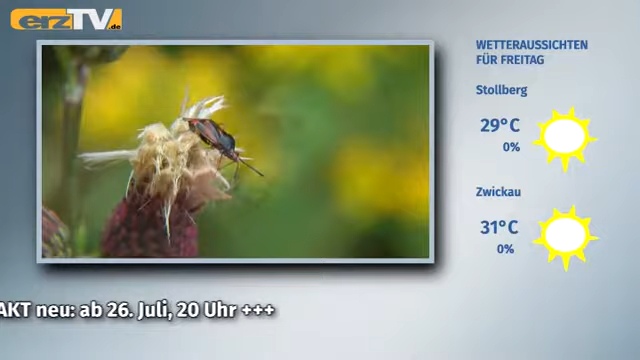 erzTV.de
WETTERAUSSICHTEN
FÜR FREITAG
Stollberg
29°C
0%
Zwickau
31°C
0%
AKT neu: ab 26. Juli, 20 Uhr +++